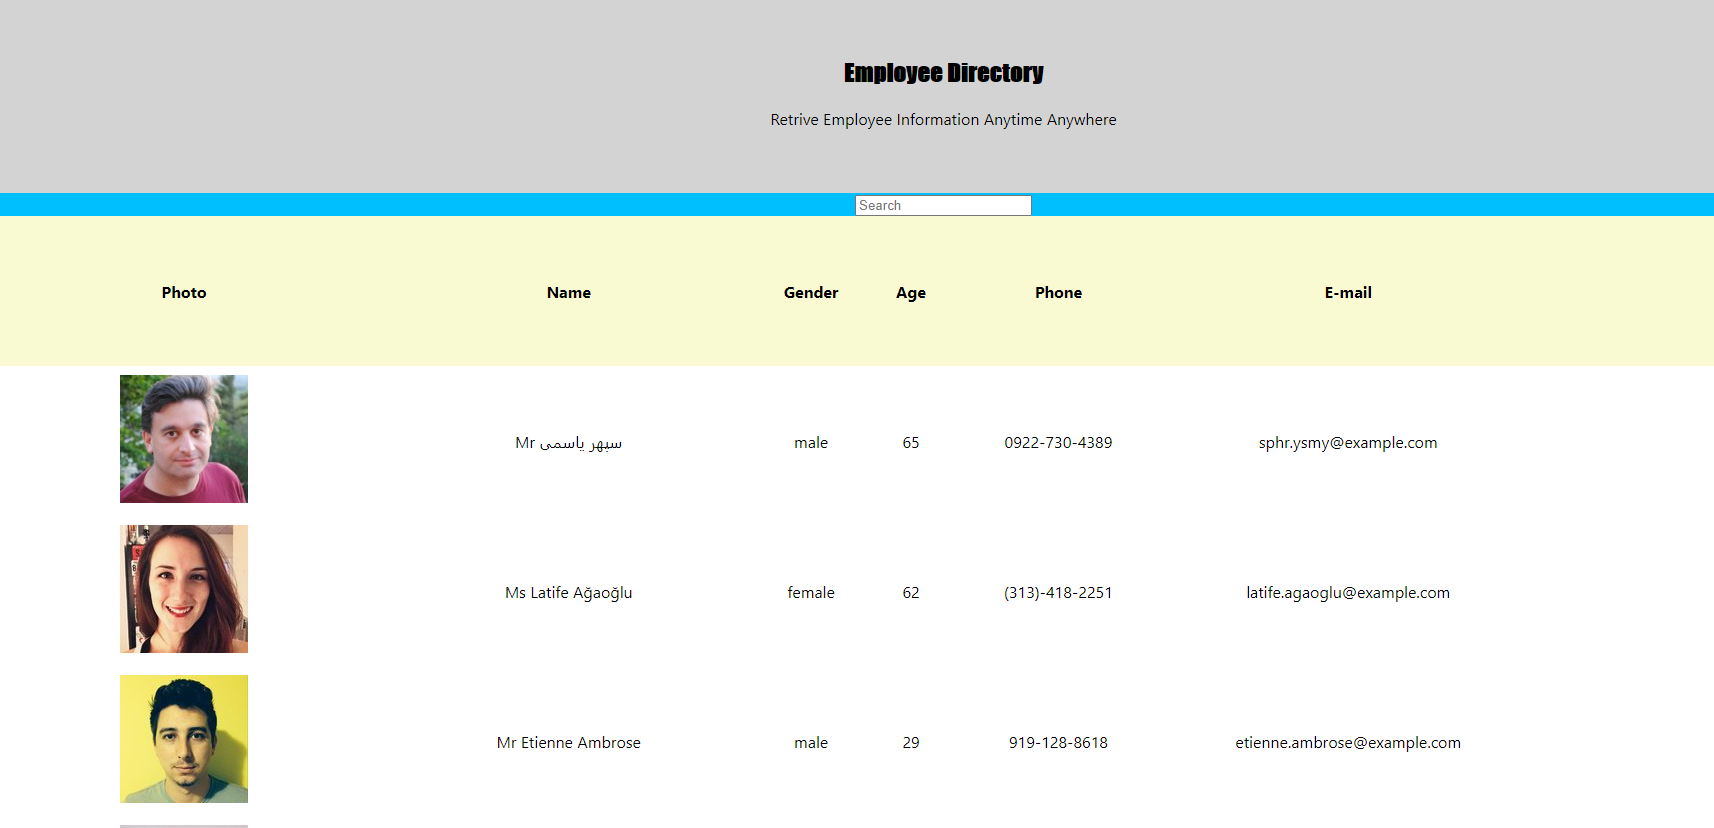 Employee Directory
Retrive Employee Information Anytime Anywhere
Search
Photo Name Gender Age Phone E-mail
Mr سپهر یاسمی male 65 0922-730-4389 sphr.ysmy@example.com
Ms Latife Ağaoğlu female 62 (313)-418-2251 latife.agaoglu@example.com
Mr Etienne Ambrose male 29 919-128-8618 etienne.ambrose@example.com